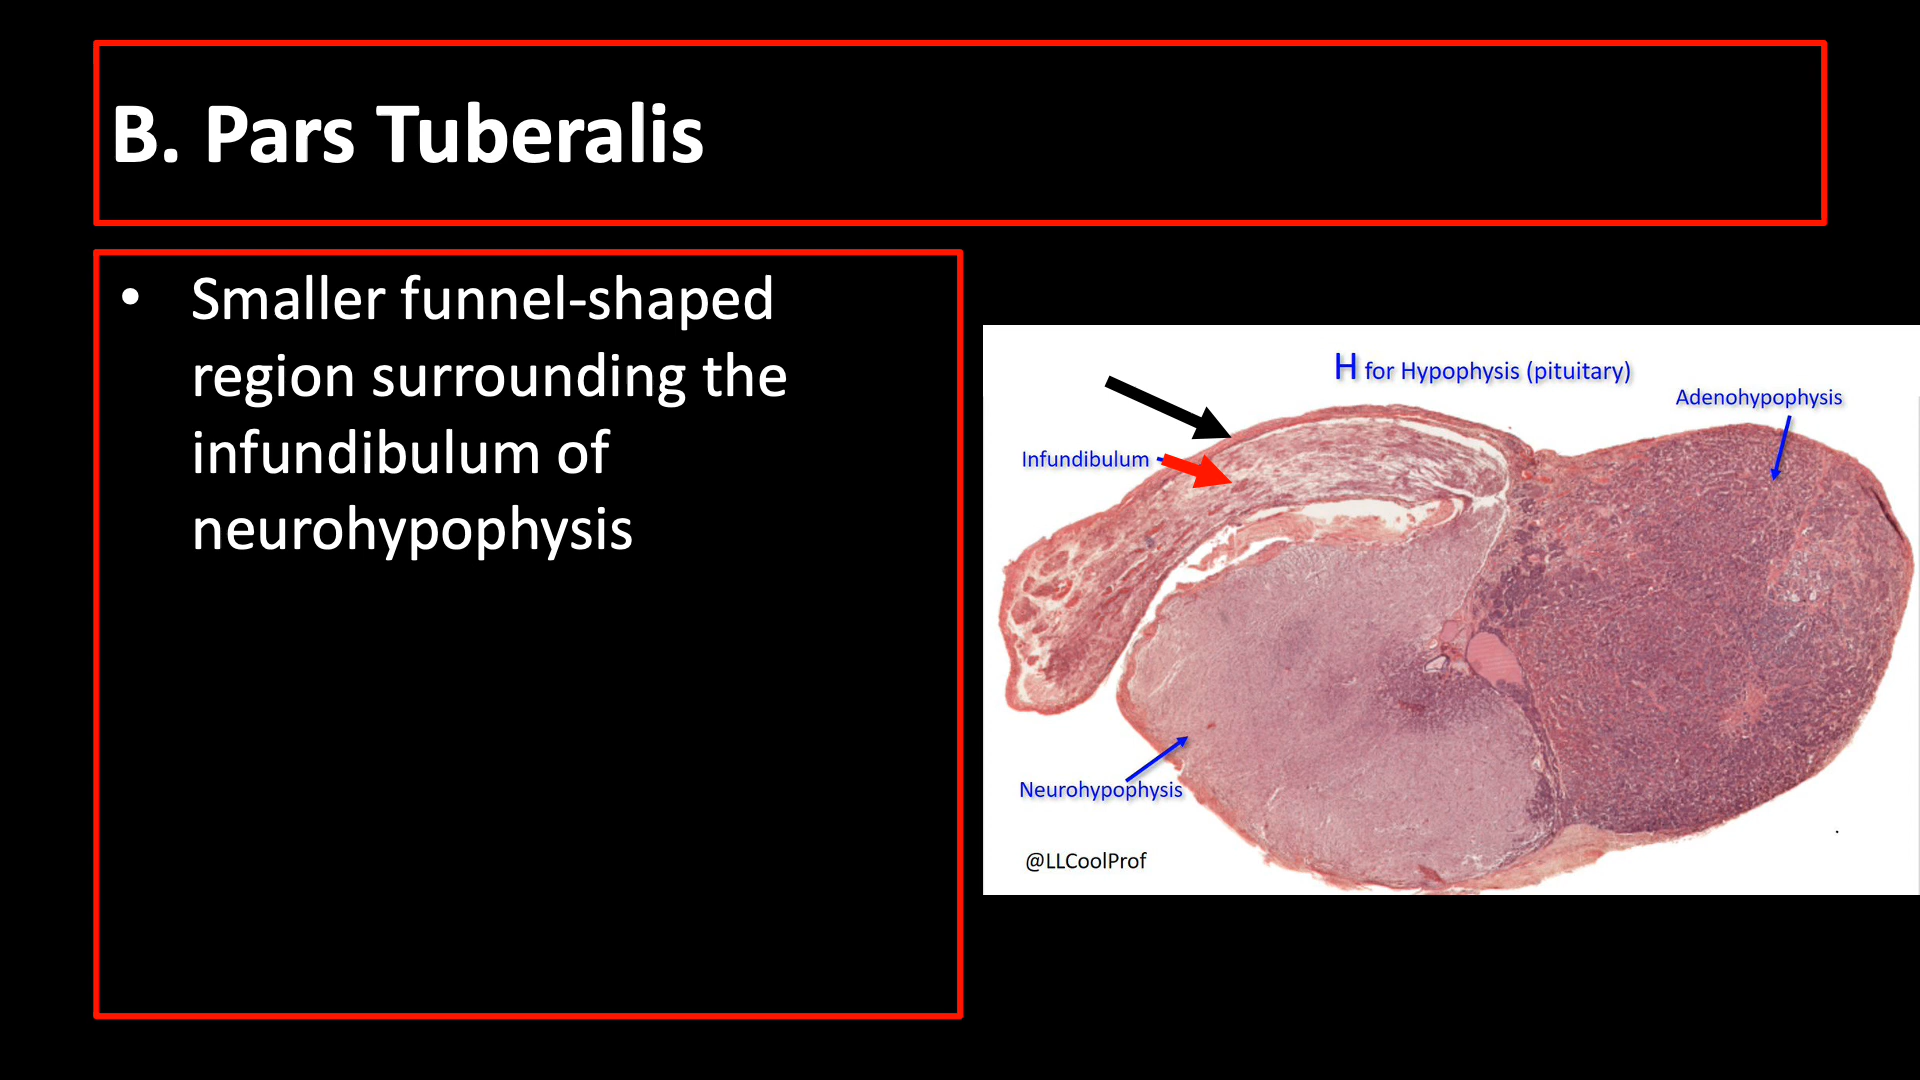 B. Pars Tuberalis
• Smaller funnel-shaped
region surrounding the
infundibulum of
neurohypophysis
H for Hypophysis (pituitary)
Adenohypophysis
Infundibulum
Neurohypophysis
@LLCoolProf